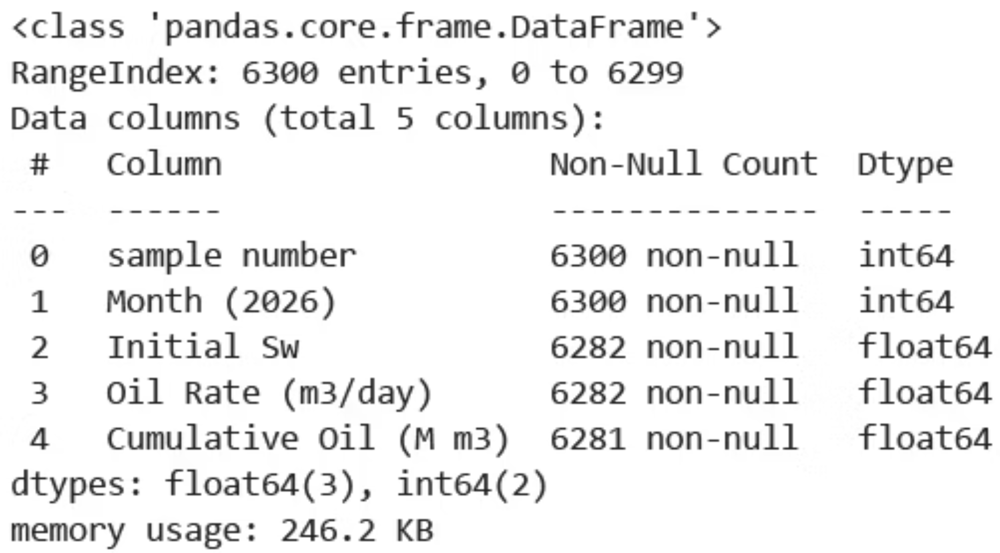 <class 'pandas.core.frame.DataFrame'>
RangeIndex: 6300 entries, 0 to 6299
Data columns (total 5 columns):
 #   Column                 Non-Null Count  Dtype
---  ------                 --------------  -----
 0   sample number          6300 non-null   int64
 1   Month (2026)           6300 non-null   int64
 2   Initial Sw             6282 non-null   float64
 3   Oil Rate (m3/day)      6282 non-null   float64
 4   Cumulative Oil (M m3)  6281 non-null   float64
dtypes: float64(3), int64(2)
memory usage: 246.2 KB